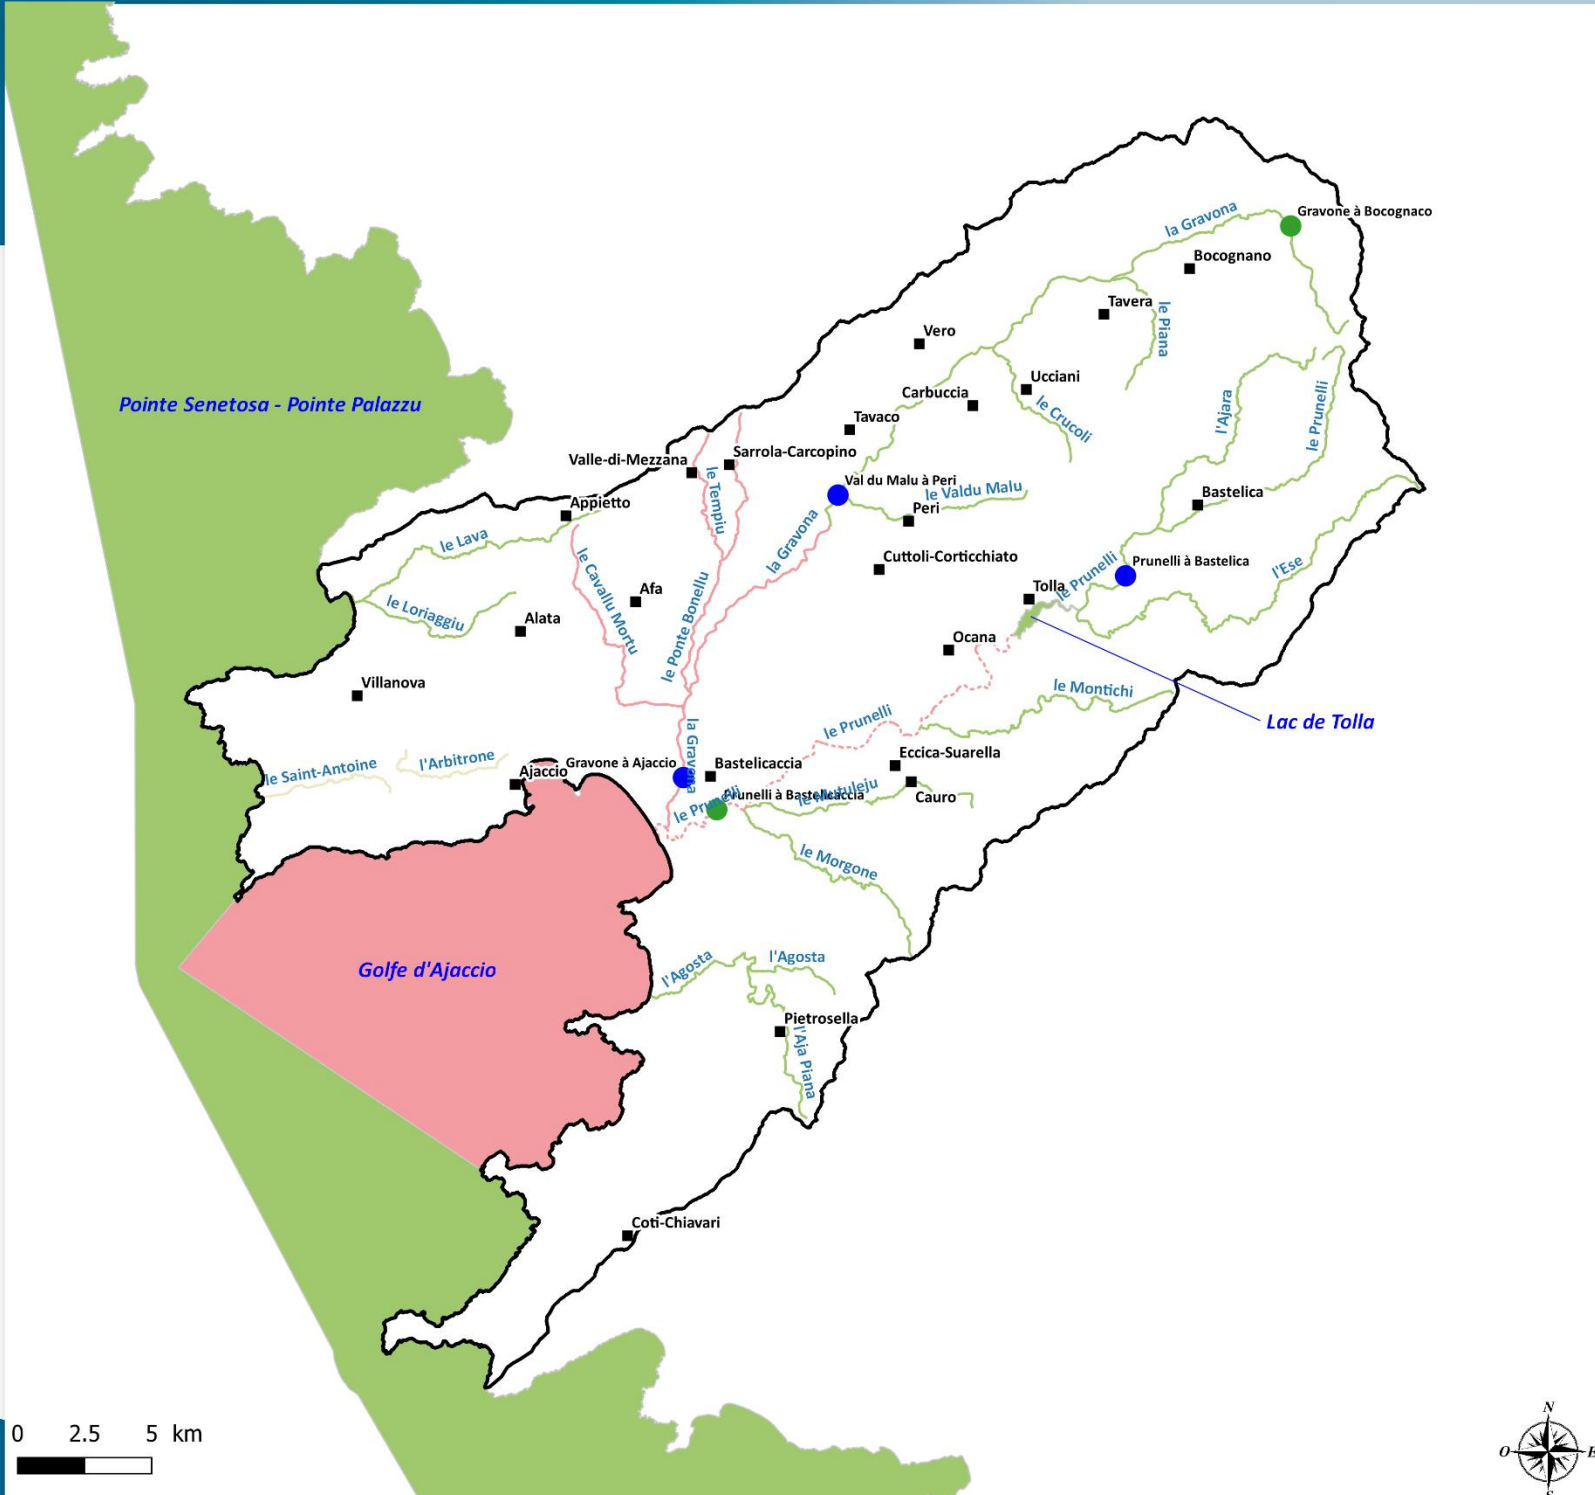 Gravone à Bocognaco
la Gravona
Bocognano
Tavera
le Piana
Vero
Ucciani
Carbuccia
le Crucoli
l'Ajara
le Prunelli
Pointe Senetosa - Pointe Palazzu
Tavaco
Sarrola-Carcopino
Valle-di-Mezzana
le Tempiu
Val du Malu à Peri
le Valdu Malu
Bastelica
Appietto
Peri
la Gravona
le Lava
Cuttoli-Corticchiato
le Prunelli
Prunelli à Bastelica
l'Ese
le Cavallu Mortu
Afa
le Ponte Bonellu
Tolla
le Loriaggiu
Alata
Ocana
Villanova
le Montichi
Lac de Tolla
le Prunelli
la Gravona
Eccica-Suarella
le Saint-Antoine
l'Arbitrone
Ajaccio
Gravone à Ajaccio
Bastelicaccia
le Prunelli
Prunelli à Bastelicaccia
le Mutuleju
Cauro
le Morgone
Golfe d'Ajaccio
l'Agosta
l'Agosta
Pietrosella
l'Aja Piana
Coti-Chiavari
0 2.5 5 km
N
O
E
S